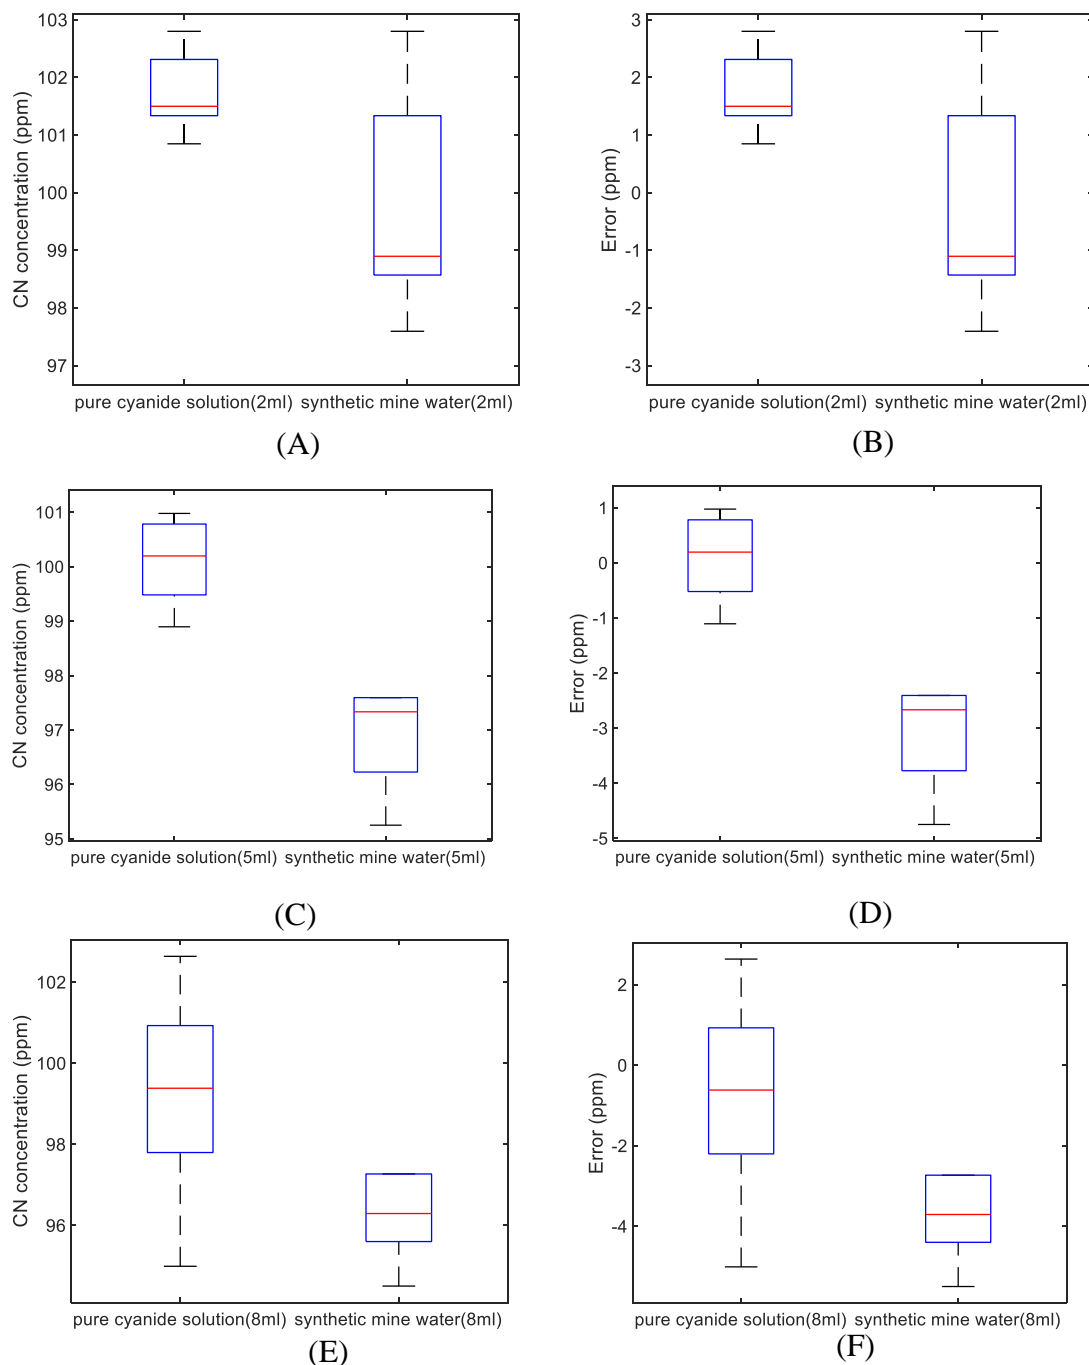 103
102
101
100
99
98
97
CN concentration (ppm)
pure cyanide solution(2ml) synthetic mine water(2ml)
(A)
3
2
1
0
-1
-2
-3
Error (ppm)
pure cyanide solution(2ml) synthetic mine water(2ml)
(B)
101
100
99
98
97
96
95
CN concentration (ppm)
pure cyanide solution(5ml) synthetic mine water(5ml)
(C)
1
0
-1
-2
-3
-4
-5
Error (ppm)
pure cyanide solution(5ml) synthetic mine water(5ml)
(D)
102
100
98
96
CN concentration (ppm)
pure cyanide solution(8ml) synthetic mine water(8ml)
(E)
2
0
-2
-4
Error (ppm)
pure cyanide solution(8ml) synthetic mine water(8ml)
(F)